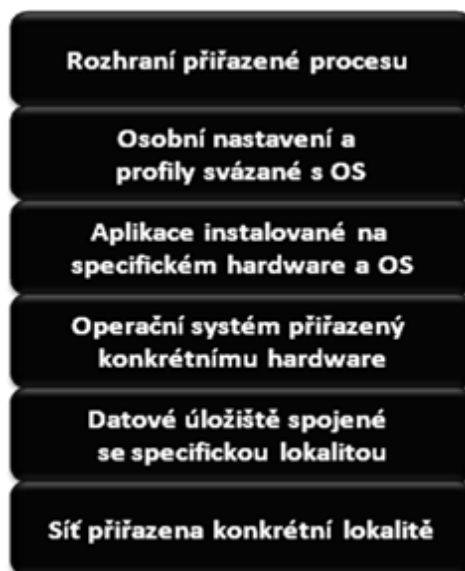 Rozhraní přiřazené procesu
Osobní nastavení a
profily svázané s OS
Aplikace instalované na
specifickém hardware a OS
Operační systém přiřazený
konkrétnímu hardware
Datové úložiště spojené
se specifickou lokalitou
Síť přiřazena konkrétní lokalitě